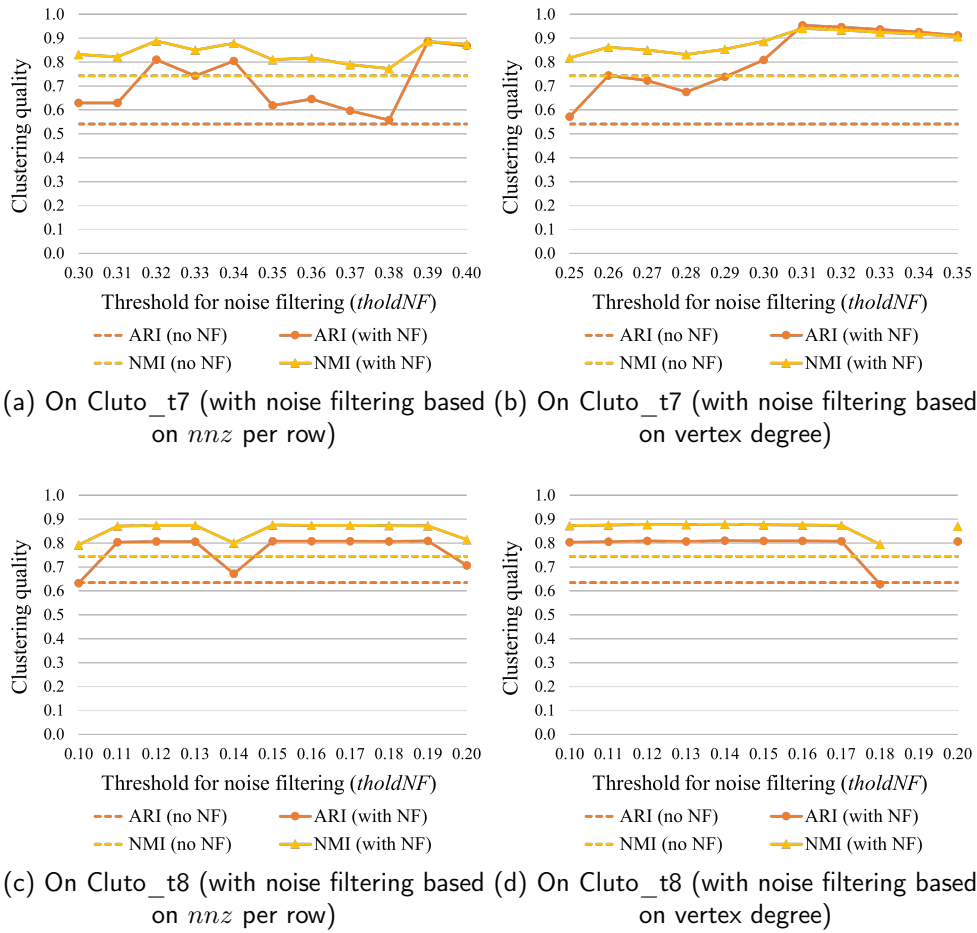 1.0
0.9
0.8
0.7
0.6
0.5
0.4
0.3
0.2
0.1
0.0
Clustering quality
0.30 0.31 0.32 0.33 0.34 0.35 0.36 0.37 0.38 0.39 0.40
Threshold for noise filtering (tholdNF)
ARI (no NF) ARI (with NF)
NMI (no NF) NMI (with NF)
(a) On Cluto_t7 (with noise filtering based
on nnz per row)
1.0
0.9
0.8
0.7
0.6
0.5
0.4
0.3
0.2
0.1
0.0
Clustering quality
0.25 0.26 0.27 0.28 0.29 0.30 0.31 0.32 0.33 0.34 0.35
Threshold for noise filtering (tholdNF)
ARI (no NF) ARI (with NF)
NMI (no NF) NMI (with NF)
(b) On Cluto_t7 (with noise filtering based
on vertex degree)
1.0
0.9
0.8
0.7
0.6
0.5
0.4
0.3
0.2
0.1
0.0
Clustering quality
0.10 0.11 0.12 0.13 0.14 0.15 0.16 0.17 0.18 0.19 0.20
Threshold for noise filtering (tholdNF)
ARI (no NF) ARI (with NF)
NMI (no NF) NMI (with NF)
(c) On Cluto_t8 (with noise filtering based
on nnz per row)
1.0
0.9
0.8
0.7
0.6
0.5
0.4
0.3
0.2
0.1
0.0
Clustering quality
0.10 0.11 0.12 0.13 0.14 0.15 0.16 0.17 0.18 0.19 0.20
Threshold for noise filtering (tholdNF)
ARI (no NF) ARI (with NF)
NMI (no NF) NMI (with NF)
(d) On Cluto_t8 (with noise filtering based
on vertex degree)